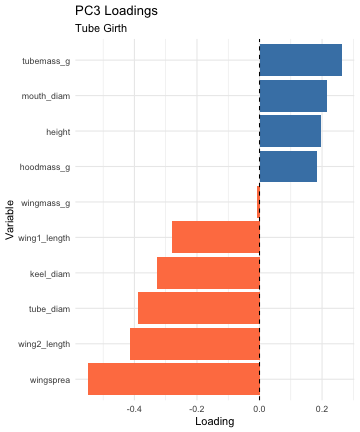 PC3 Loadings
Tube Girth
tubemass_g
mouth_diam
height
hoodmass_g
wingmass_g
wing1_length
keel_diam
tube_diam
wing2_length
wingsprea
Variable
-0.4 -0.2 0.0 0.2
Loading